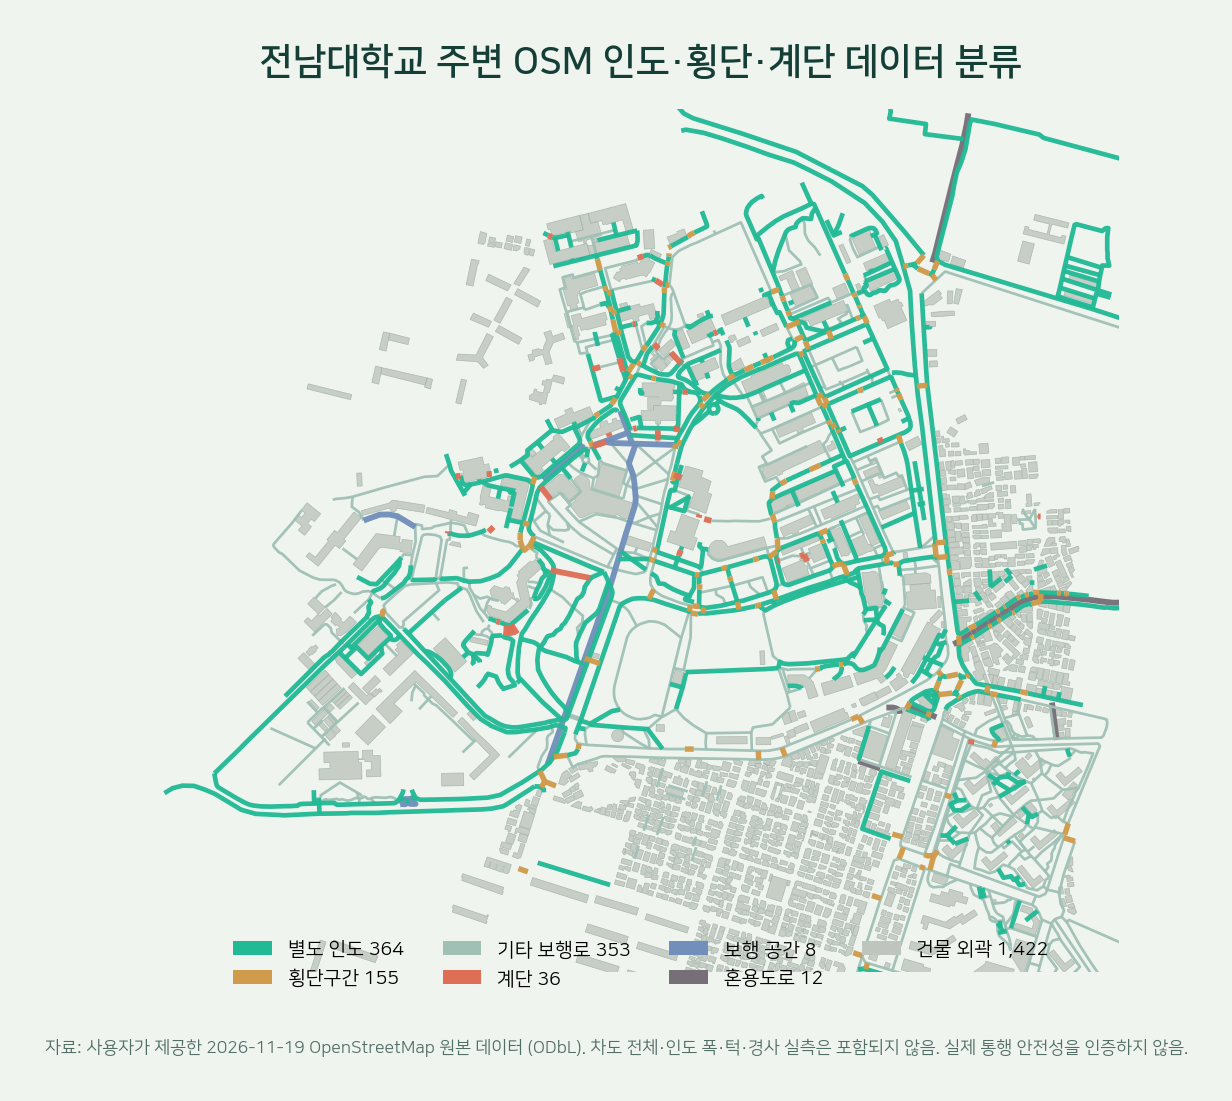 전남대학교 주변 OSM 인도·횡단·계단 데이터 분류
별도 인도 364 기타 보행로 353 보행 공간 8 건물 외곽 1,422
횡단구간 155 계단 36 혼용도로 12
자료: 사용자가 제공한 2026-11-19 OpenStreetMap 원본 데이터 (ODbL). 차도 전체·인도 폭·턱·경사 실측은 포함되지 않음. 실제 통행 안전성을 인증하지 않음.